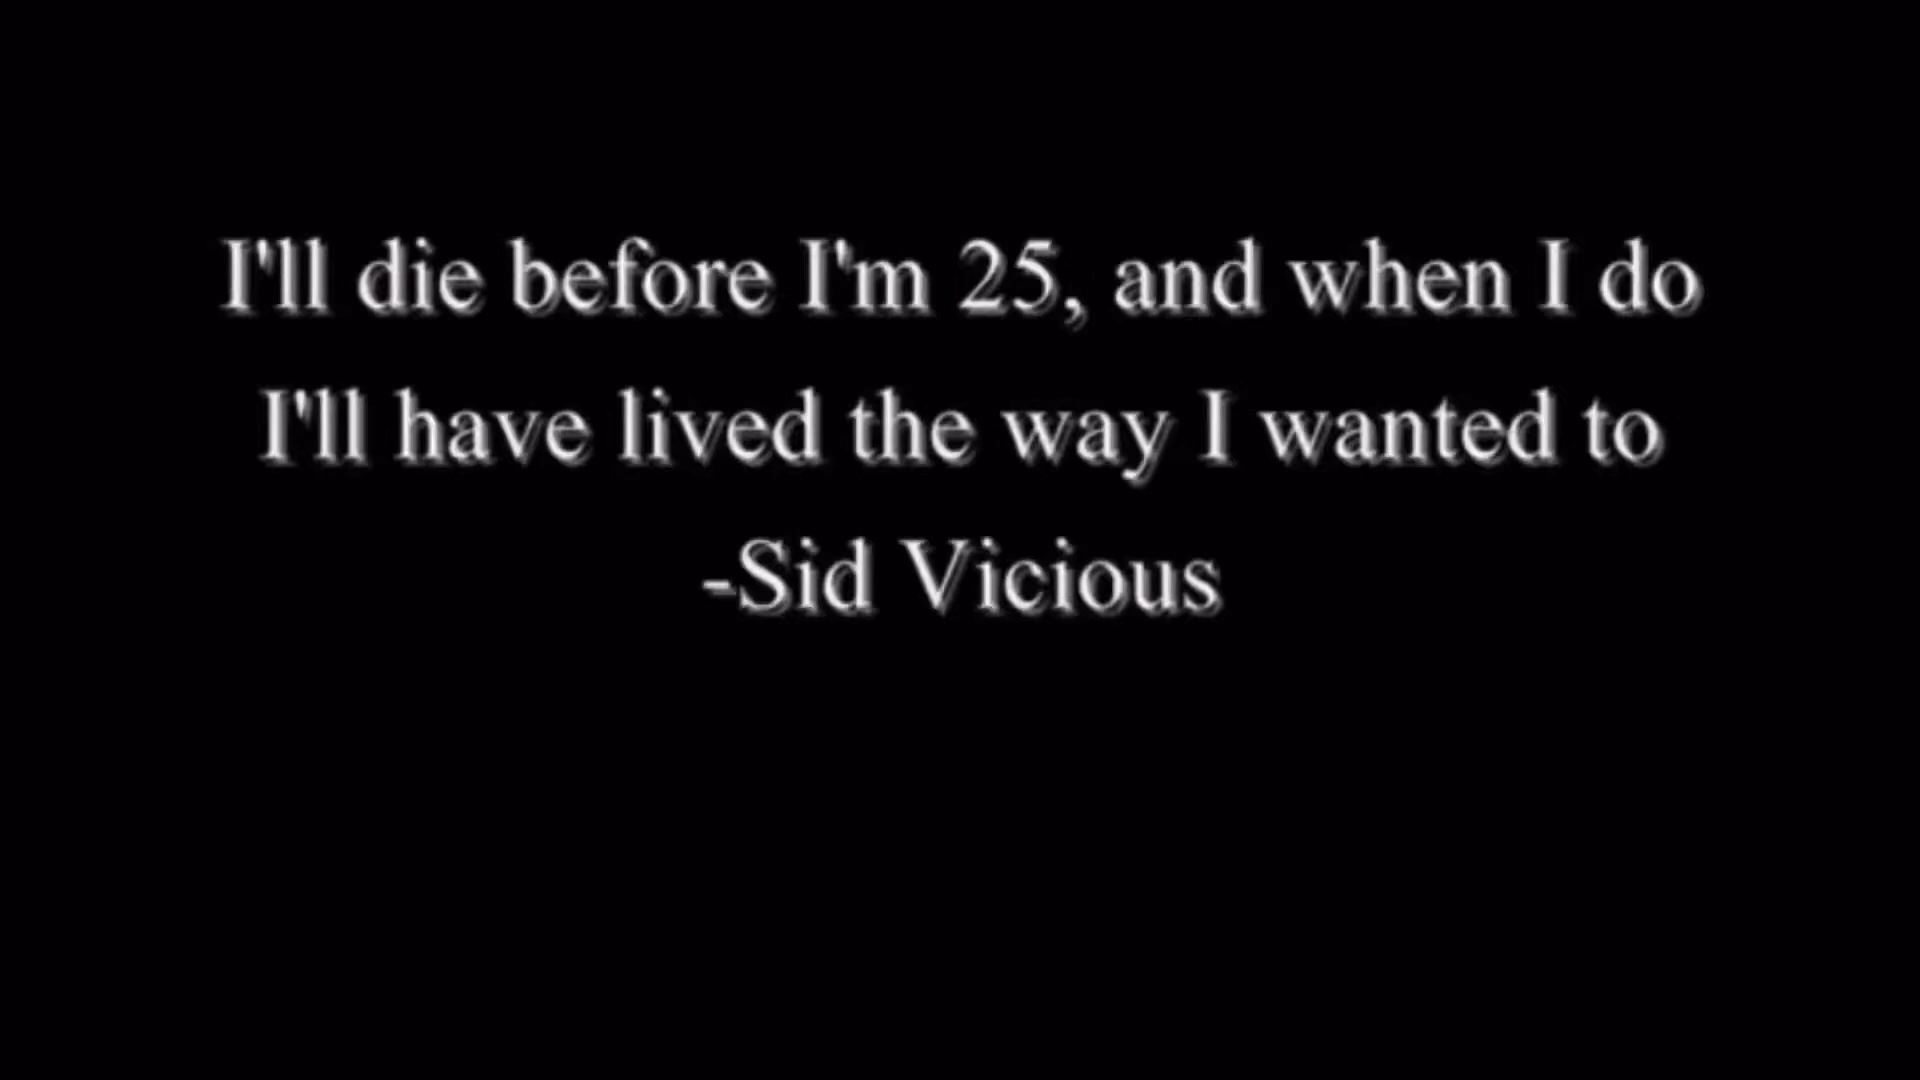 I'll die before I'm 25, and when I do
I'll have lived the way I wanted to
-Sid Vicious